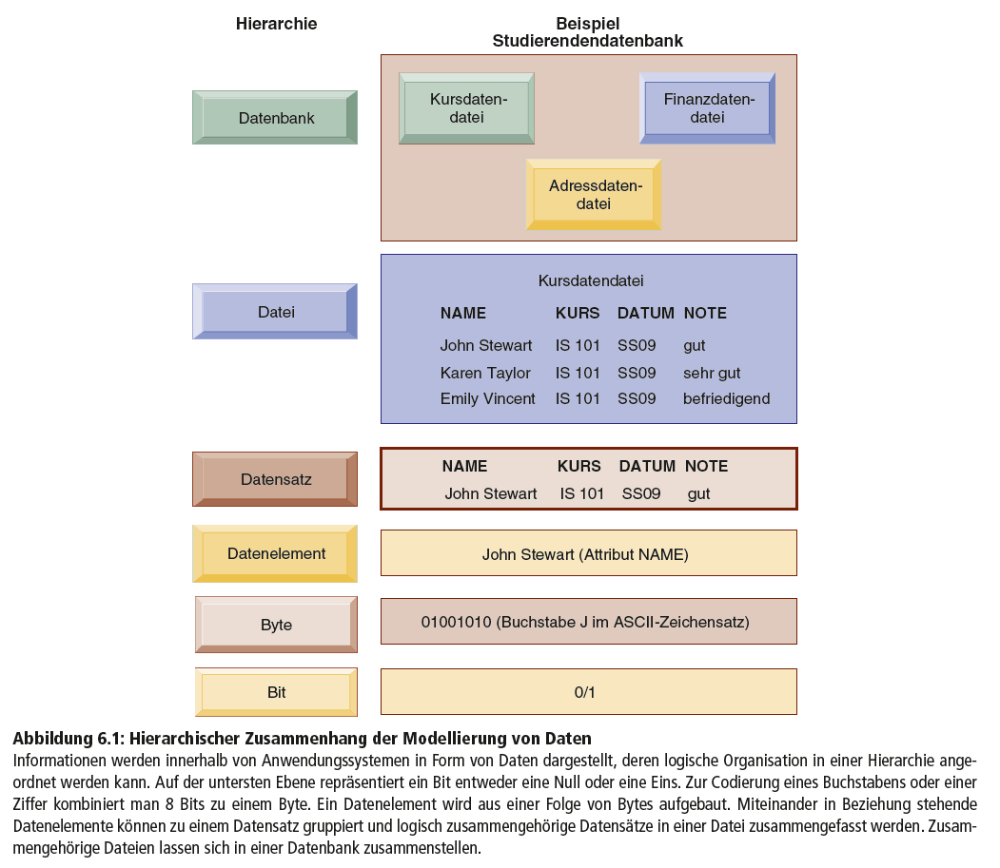 Hierarchie
Beispiel
Studierendendatenbank
Datenbank
Kursdaten-
datei
Finanzdaten-
datei
Adressdaten-
datei
Datei
Kursdatendatei
NAME KURS DATUM NOTE
John Stewart IS 101 SS09 gut
Karen Taylor IS 101 SS09 sehr gut
Emily Vincent IS 101 SS09 befriedigend
Datensatz
NAME KURS DATUM NOTE
John Stewart IS 101 SS09 gut
Datenelement
John Stewart (Attribut NAME)
Byte
01001010 (Buchstabe J im ASCII-Zeichensatz)
Bit
0/1
Abbildung 6.1: Hierarchischer Zusammenhang der Modellierung von Daten
Informationen werden innerhalb von Anwendungssystemen in Form von Daten dargestellt, deren logische Organisation in einer Hierarchie ange-
ordnet werden kann. Auf der untersten Ebene repräsentiert ein Bit entweder eine Null oder eine Eins. Zur Codierung eines Buchstabens oder einer
Ziffer kombiniert man 8 Bits zu einem Byte. Ein Datenelement wird aus einer Folge von Bytes aufgebaut. Miteinander in Beziehung stehende
Datenelemente können zu einem Datensatz gruppiert und logisch zusammengehörige Datensätze in einer Datei zusammengefasst werden. Zusam-
mengehörige Dateien lassen sich in einer Datenbank zusammenstellen.